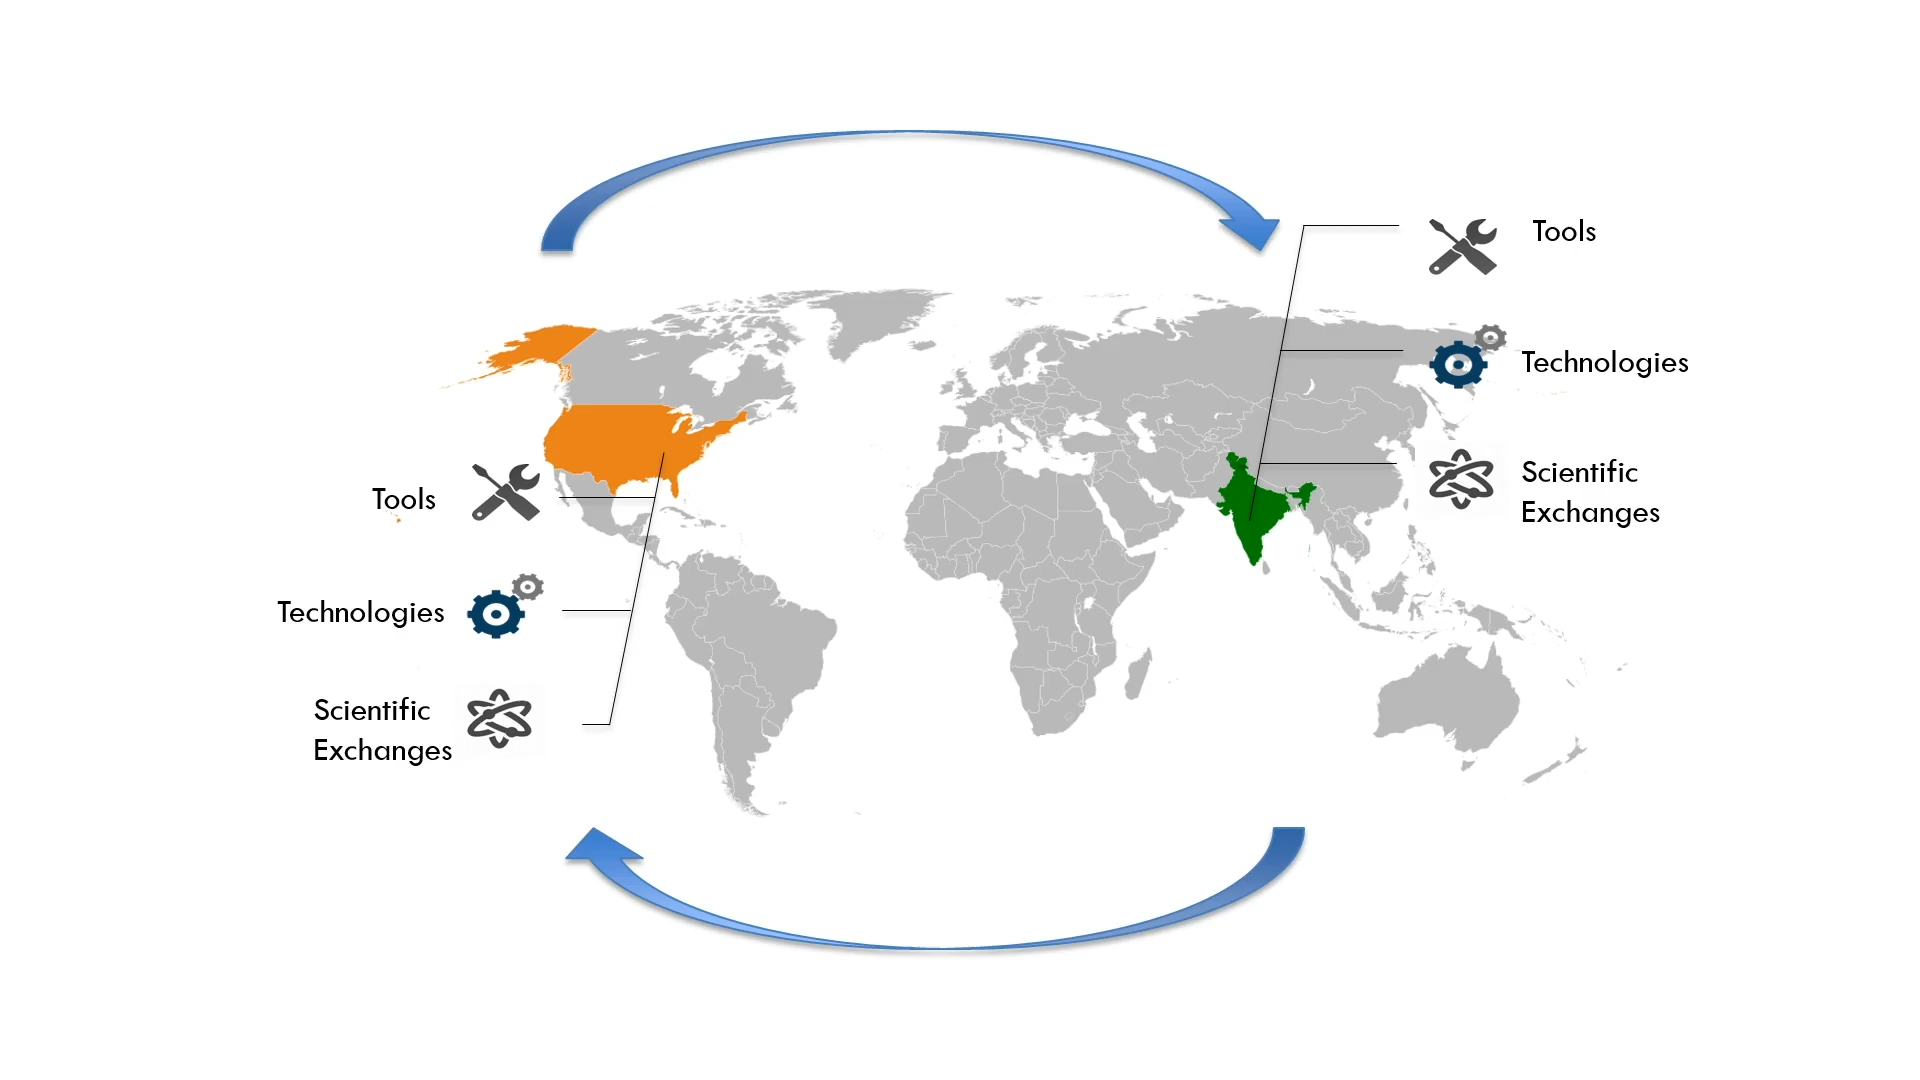 Tools
Technologies
Scientific
Exchanges
Tools
Technologies
Scientific
Exchanges